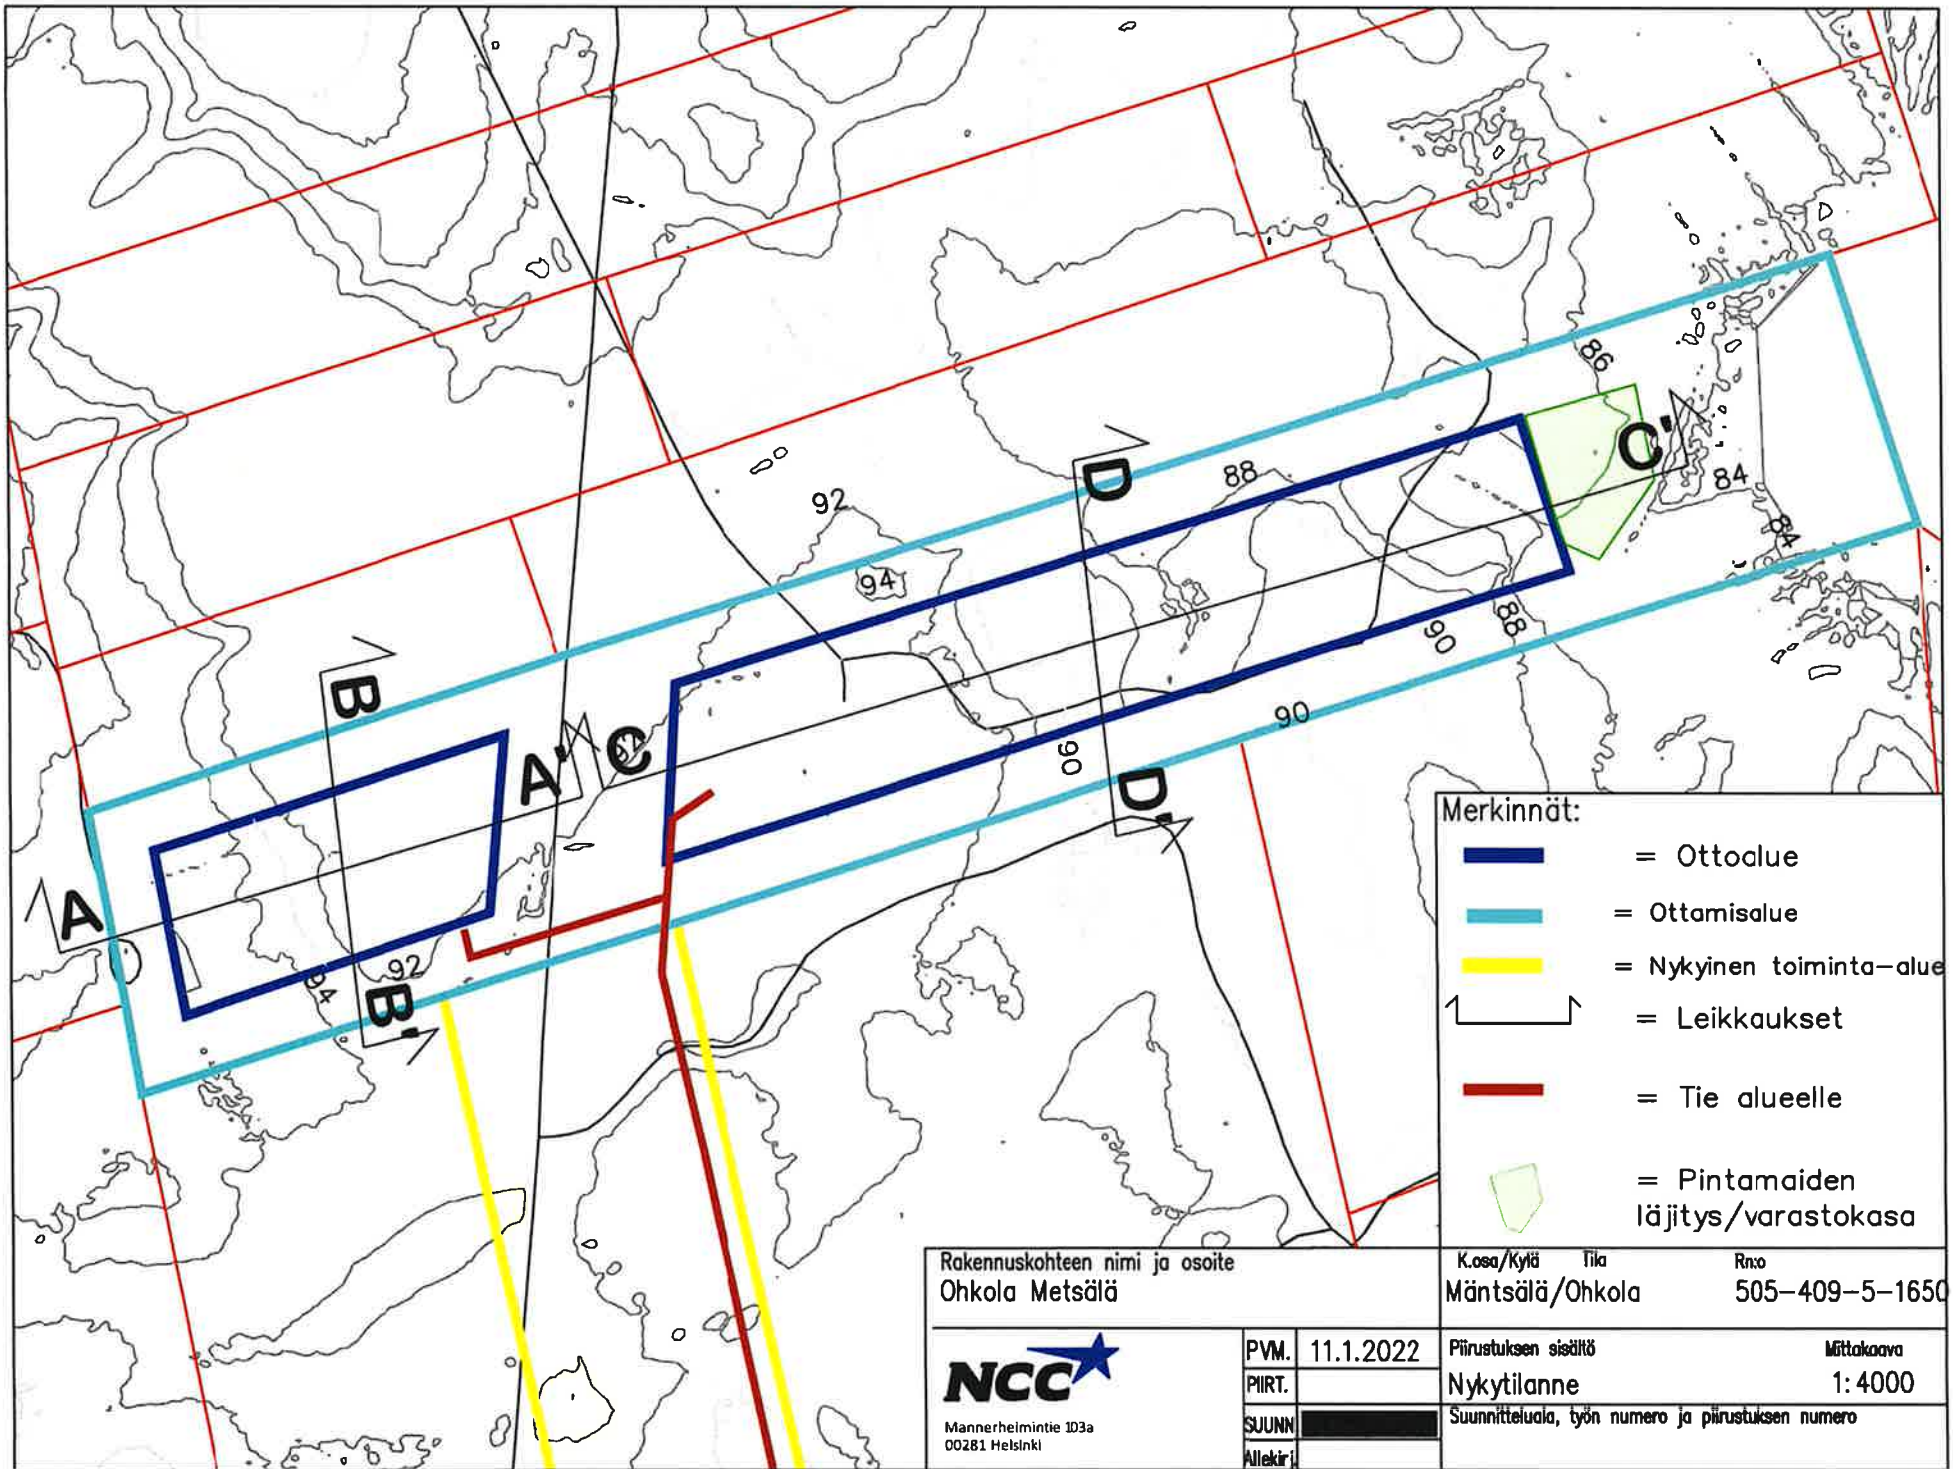 86
C'
84
84
D
88
92
94
90
88
B
90
A'
C
92
90
D'
A
94
92
B'
Merkinnät:
= Ottoalue
= Ottamisalue
= Nykyinen toiminta-alue
= Leikkaukset
= Tie alueelle
= Pintamaiden
läjitys/varastokasa
Rakennuskohteen nimi ja osoite
Ohkola Metsälä
K.osa/Kylä Tila Rn:o
Mäntsälä/Ohkola 505-409-5-1650
NCC
Mannerheimintie 103a
00281 Helsinki
PVM. 11.1.2022
PIIRT.
SUUNN
Allekirj.
Piirustuksen sisältö Mittakaava
Nykytilanne 1:4000
Suunnitteluala, työn numero ja piirustuksen numero